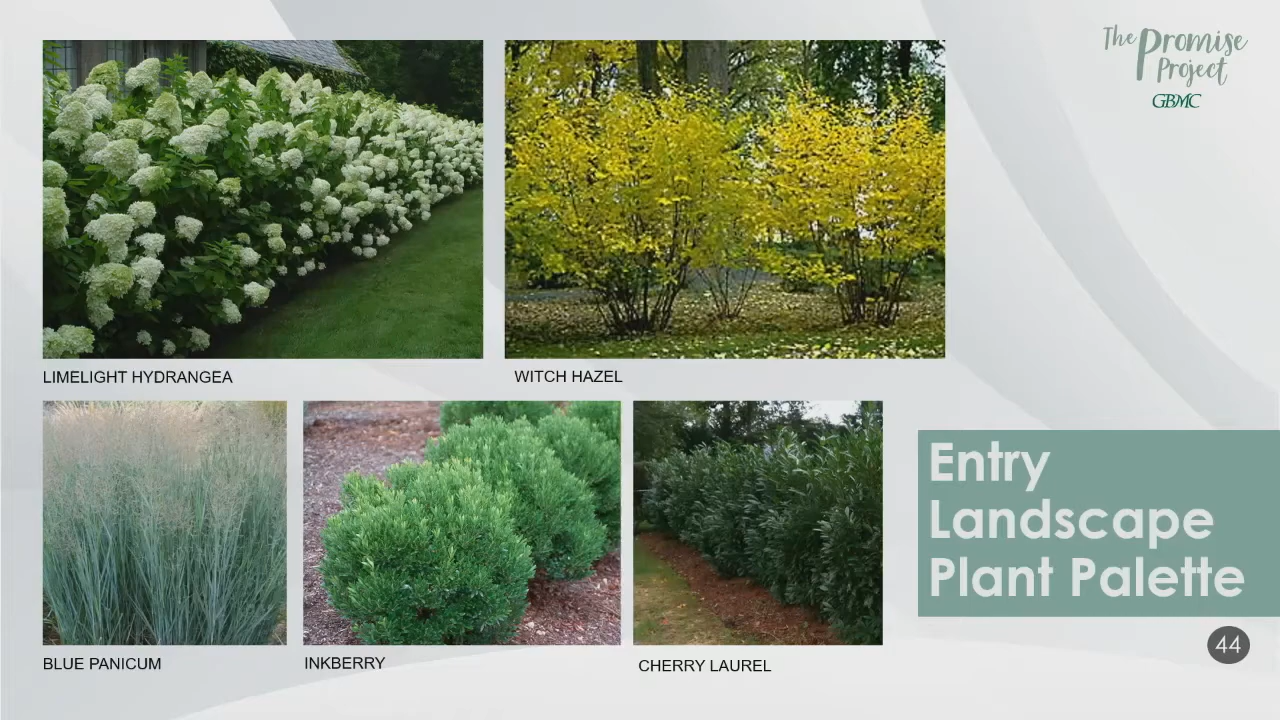 The Promise
Project
GBMC
LIMELIGHT HYDRANGEA
WITCH HAZEL
BLUE PANICUM
INKBERRY
CHERRY LAUREL
Entry
Landscape
Plant Palette
44